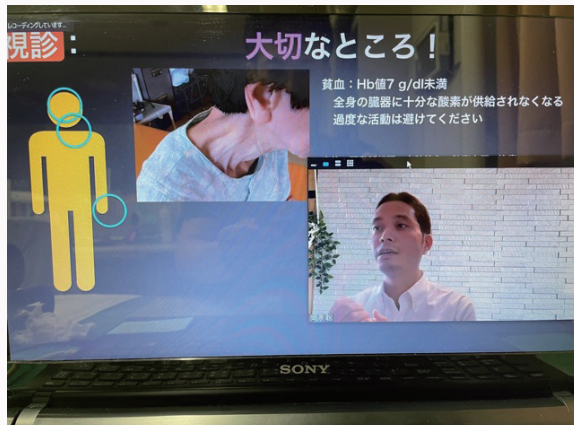 レコーディングしています...
視診：
大切なところ！
貧血：Hb値7 g/dl未満
全身の臓器に十分な酸素が供給されなくなる
過度な活動は避けてください
SONY